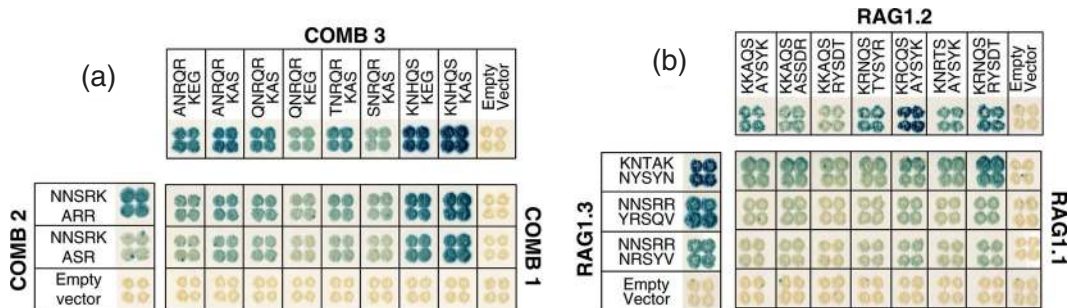 (a)
COMB 3
ANRQR KEG
ANRQR KAS
QNRQR KAS
QNRQR KEG
TNRQR KAS
SNRQR KAS
KNHQS KEG
KNHQS KAS
Empty Vector
COMB 2
NNSRK
ARR
NNSRK
ASR
Empty
vector
COMB 1
(b)
RAG1.2
KKAQS AYSYK
KKAQS ASSDR
KKAQS RYSDT
KRNQS TYSYR
KRCQS AYSYK
KNRTS AYSYK
KRNQS RYSDT
Empty Vector
RAG1.3
KNTAK
NYSYN
NNSRR
YRSQV
NNSRR
NRSYV
Empty
Vector
RAG1.1